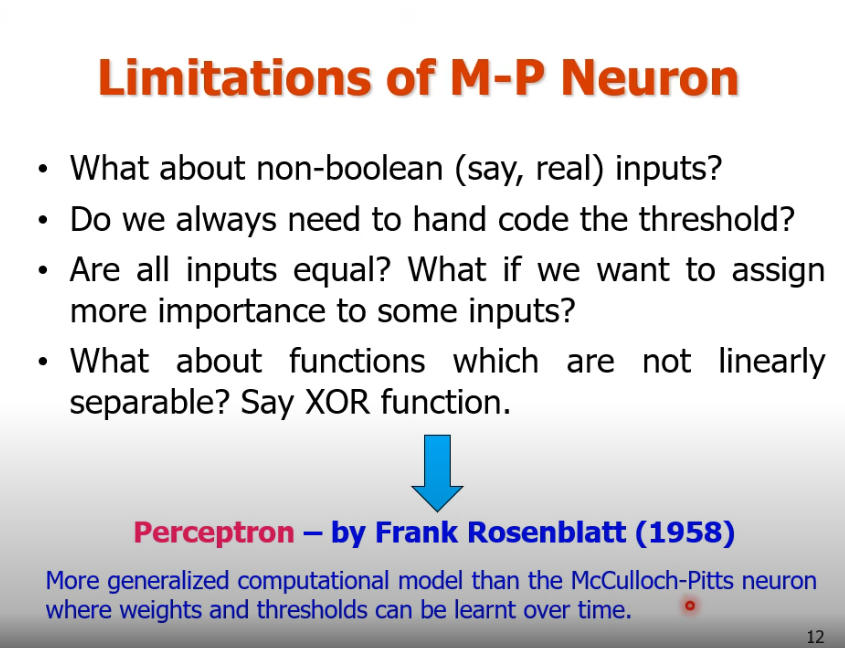 Limitations of M-P Neuron
• What about non-boolean (say, real) inputs?
• Do we always need to hand code the threshold?
• Are all inputs equal? What if we want to assign
more importance to some inputs?
• What about functions which are not linearly
separable? Say XOR function.
Perceptron – by Frank Rosenblatt (1958)
More generalized computational model than the McCulloch-Pitts neuron
where weights and thresholds can be learnt over time.
12